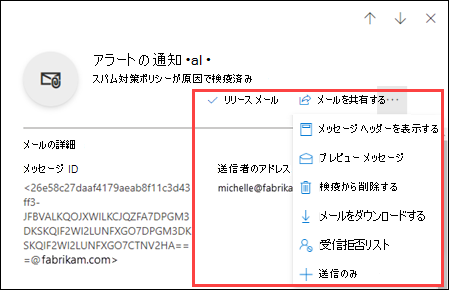 アラートの通知 •al •
スパム対策ポリシーが原因で検疫済み
リリース メール
メールを共有する
メールの詳細
メッセージ ID
<26e58c27daaf4179aeab8f11c3d43
ff3-
JFBVALKQOJXWILKCJQZFA7DPGM3
DKSKQIF2WI2LUNFXGO7DPGM3DK
SKQIF2WI2LUNFXGO7CTNV2HA==
=@fabrikam.com>
送信者のアドレス
michelle@fabrika
メッセージ ヘッダーを表示する
プレビュー メッセージ
検疫から削除する
メールをダウンロードする
受信拒否リスト
送信のみ